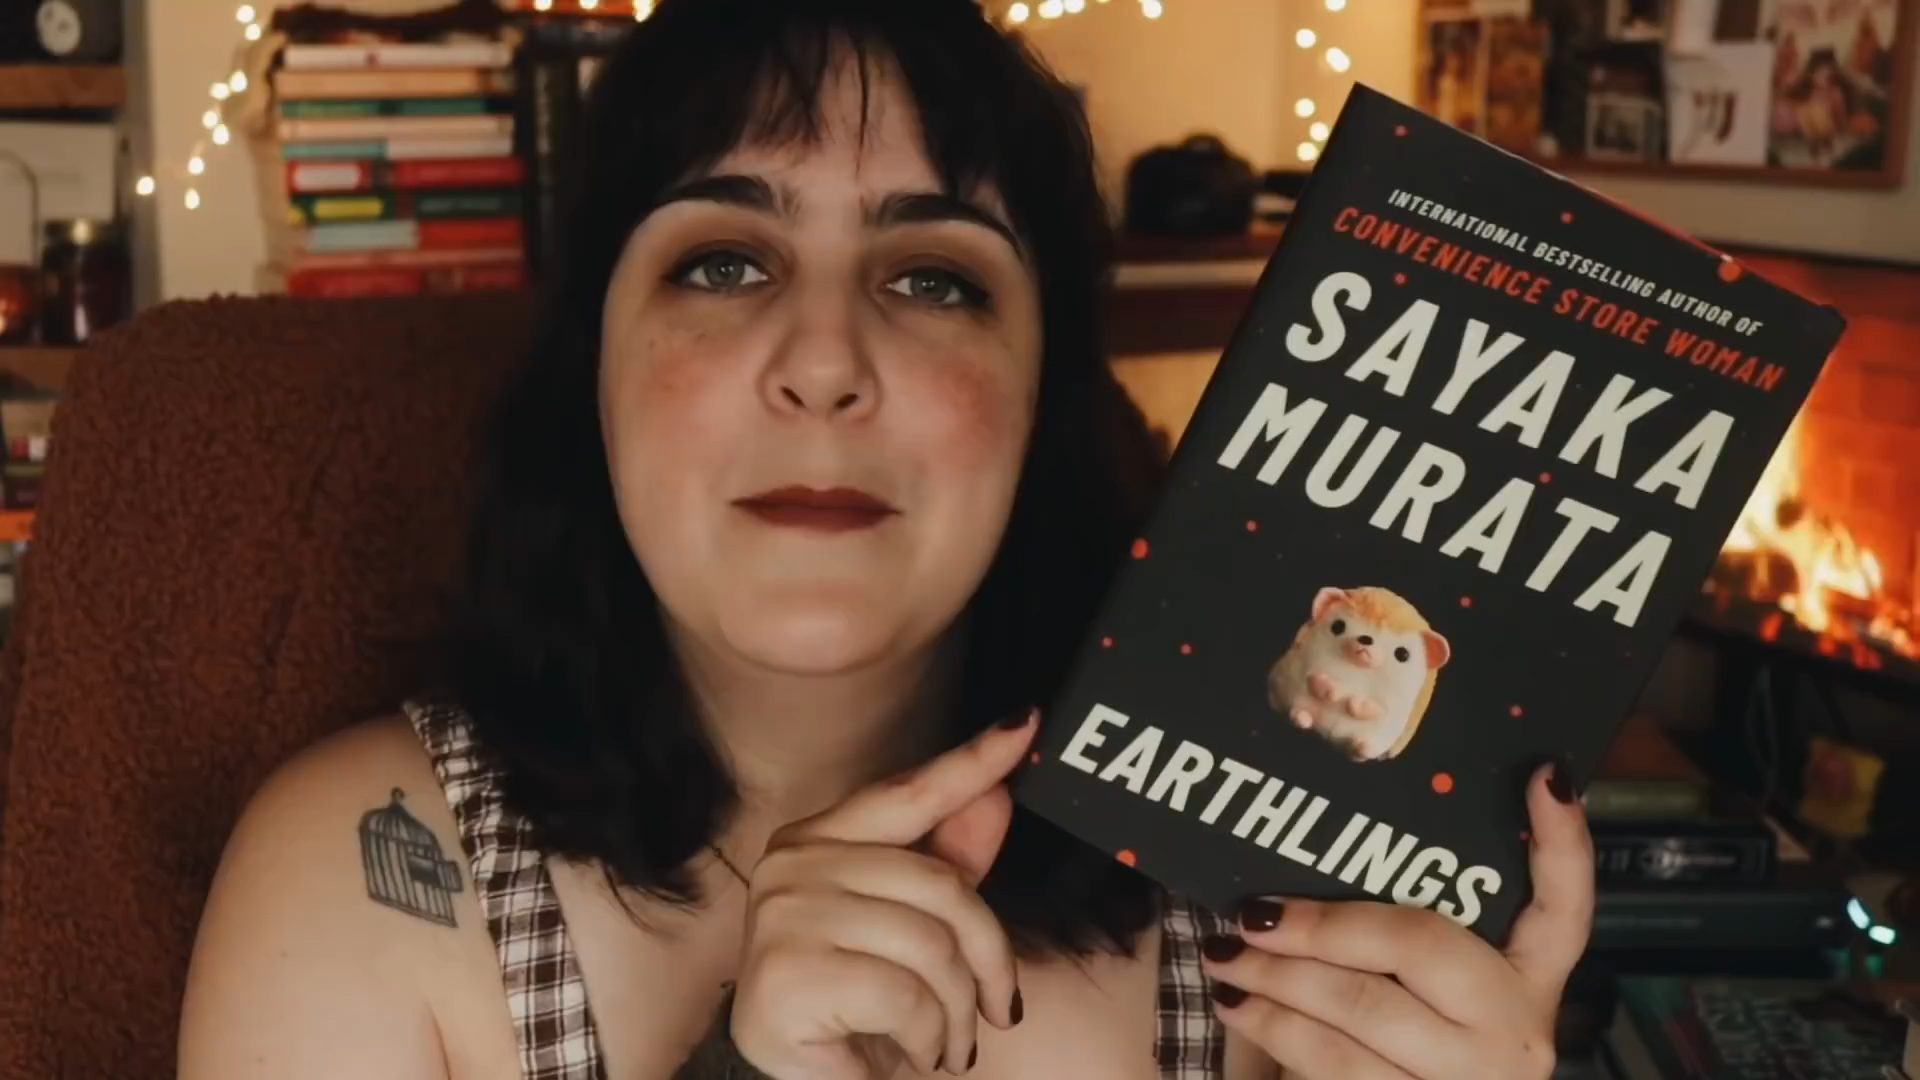 INTERNATIONAL BESTSELLING AUTHOR OF
CONVENIENCE STORE WOMAN
SAYAKA
MURATA
EARTHLINGS